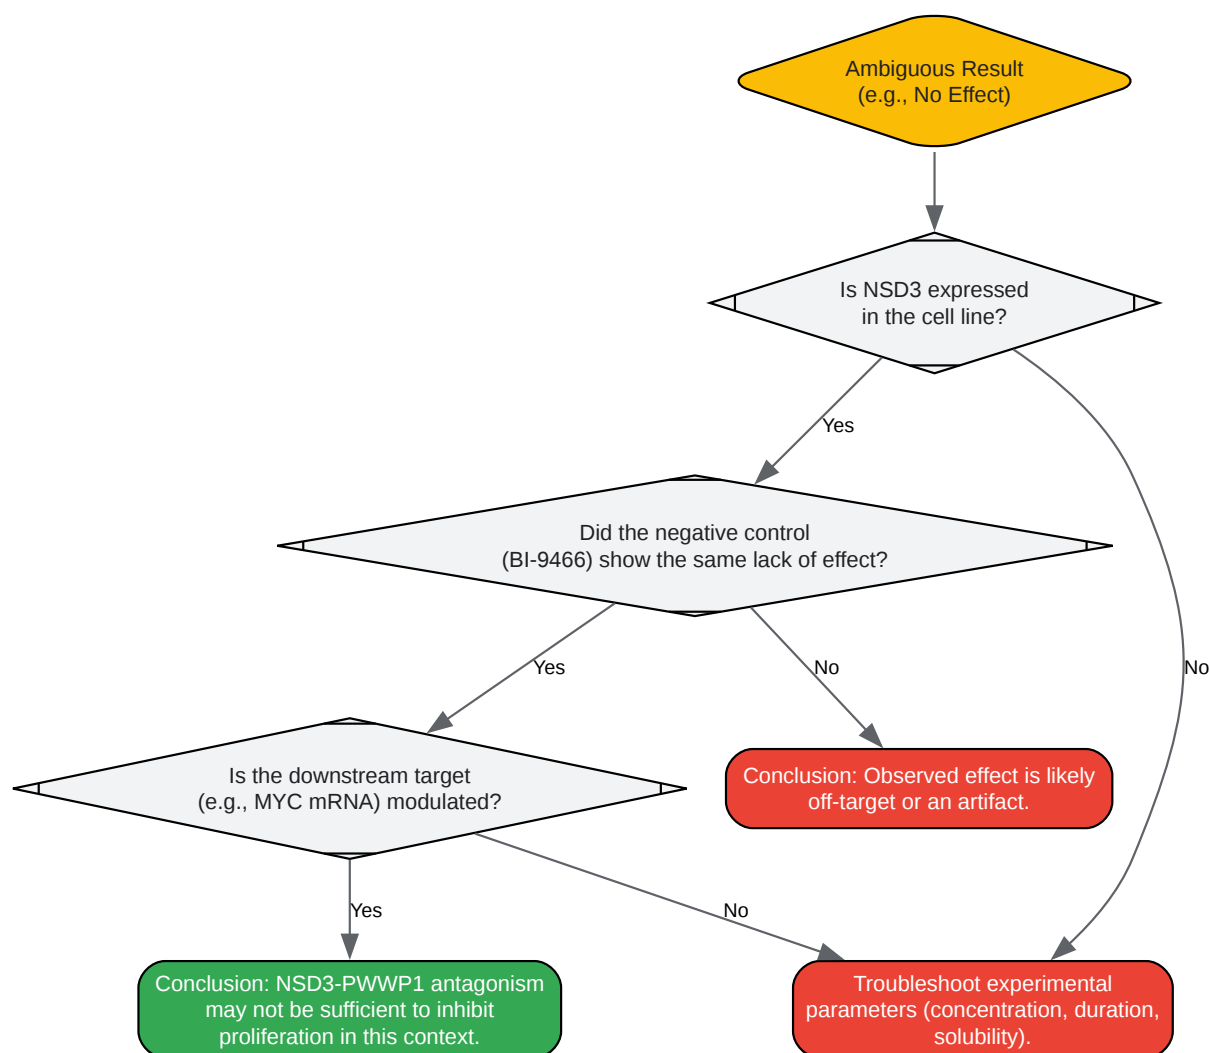 Ambiguous Result
(e.g., No Effect)
Is NSD3 expressed
in the cell line?
Yes
Did the negative control
(BI-9466) show the same lack of effect?
Yes
No
No
Is the downstream target
(e.g., MYC mRNA) modulated?
Conclusion: Observed effect is likely
off-target or an artifact.
Yes
No
Conclusion: NSD3-PWWP1 antagonism
may not be sufficient to inhibit
proliferation in this context.
Troubleshoot experimental
parameters (concentration, duration,
solubility).